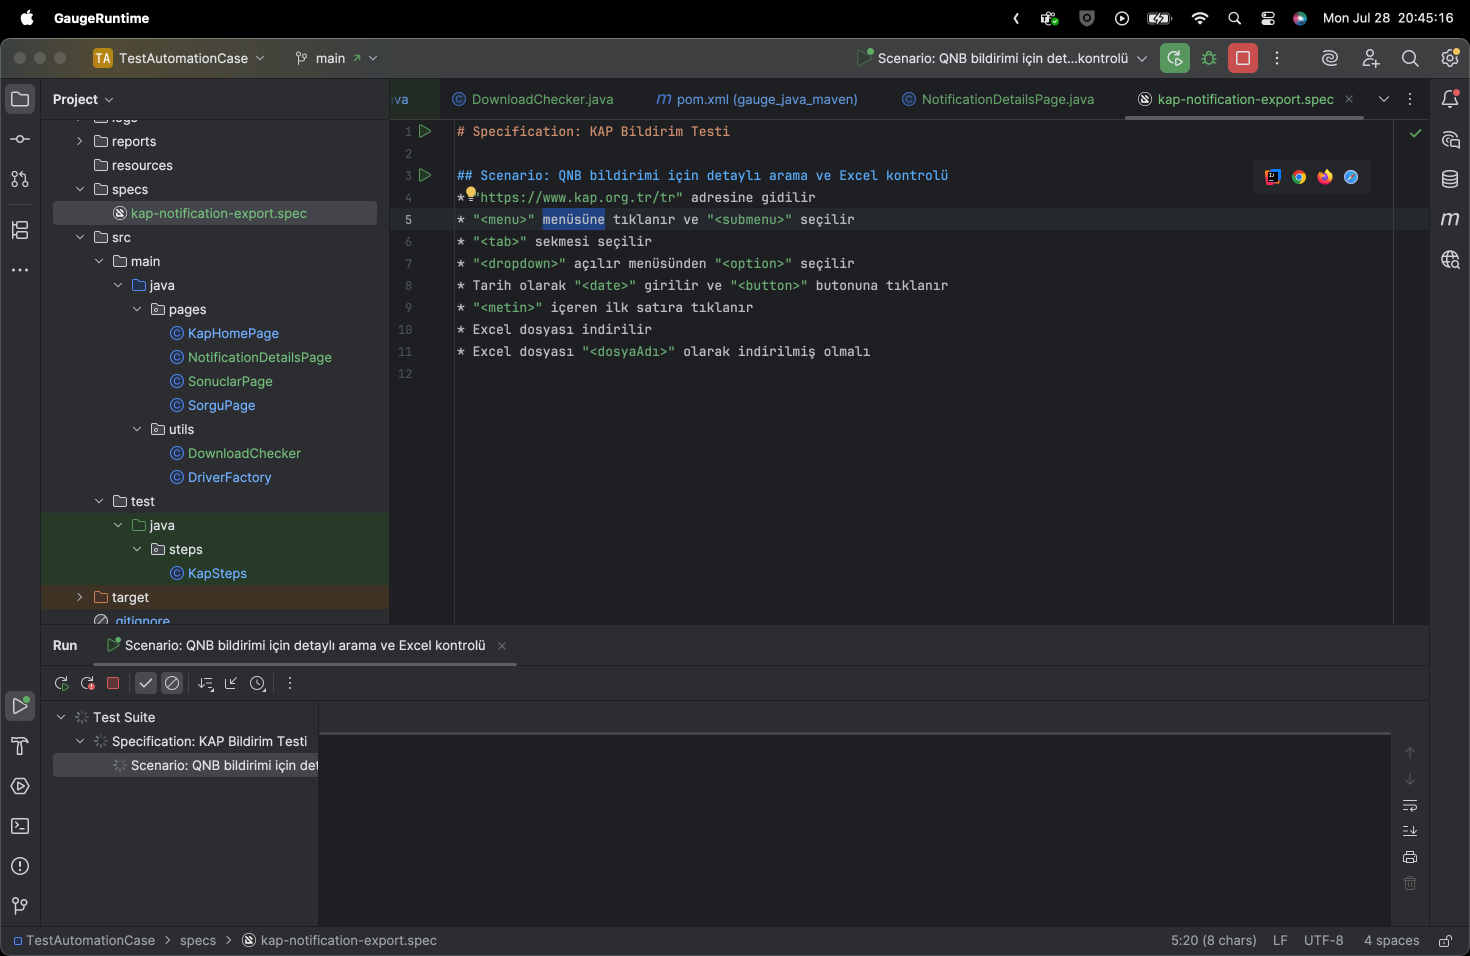 GaugeRuntime
Mon Jul 28 20:45:16
TA TestAutomationCase
main
Scenario: QNB bildirimi için det...kontrolü
Project
ava
DownloadChecker.java
m pom.xml (gauge_java_maven)
NotificationDetailsPage.java
kap-notification-export.spec
logs
reports
resources
specs
kap-notification-export.spec
src
main
java
pages
KapHomePage
NotificationDetailsPage
SonuclarPage
SorguPage
utils
DownloadChecker
DriverFactory
test
java
steps
KapSteps
target
.gitignore
1 # Specification: KAP Bildirim Testi
2
3 ## Scenario: QNB bildirimi için detaylı arama ve Excel kontrolü
4 * "https://www.kap.org.tr/tr" adresine gidilir
5 * "<menu>" menüsüne tıklanır ve "<submenu>" seçilir
6 * "<tab>" sekmesi seçilir
7 * "<dropdown>" açılır menüsünden "<option>" seçilir
8 * Tarih olarak "<date>" girilir ve "<button>" butonuna tıklanır
9 * "<metin>" içeren ilk satıra tıklanır
10 * Excel dosyası indirilir
11 * Excel dosyası "<dosyaAdı>" olarak indirilmiş olmalı
12
Run
Scenario: QNB bildirimi için detaylı arama ve Excel kontrolü
Test Suite
Specification: KAP Bildirim Testi
Scenario: QNB bildirimi için det
TestAutomationCase > specs > kap-notification-export.spec
5:20 (8 chars) LF UTF-8 4 spaces